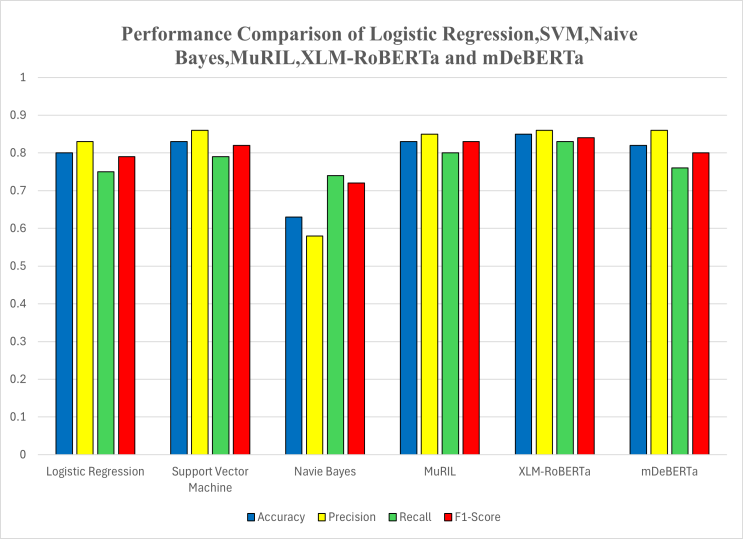 Performance Comparison of Logistic Regression,SVM,Naive
Bayes,MuRIL,XLM-RoBERTa and mDeBERTa
1
0.9
0.8
0.7
0.6
0.5
0.4
0.3
0.2
0.1
0
Logistic Regression
Support Vector
Machine
Navie Bayes
MuRIL
XLM-RoBERTa
mDeBERTa
Accuracy Precision Recall F1-Score